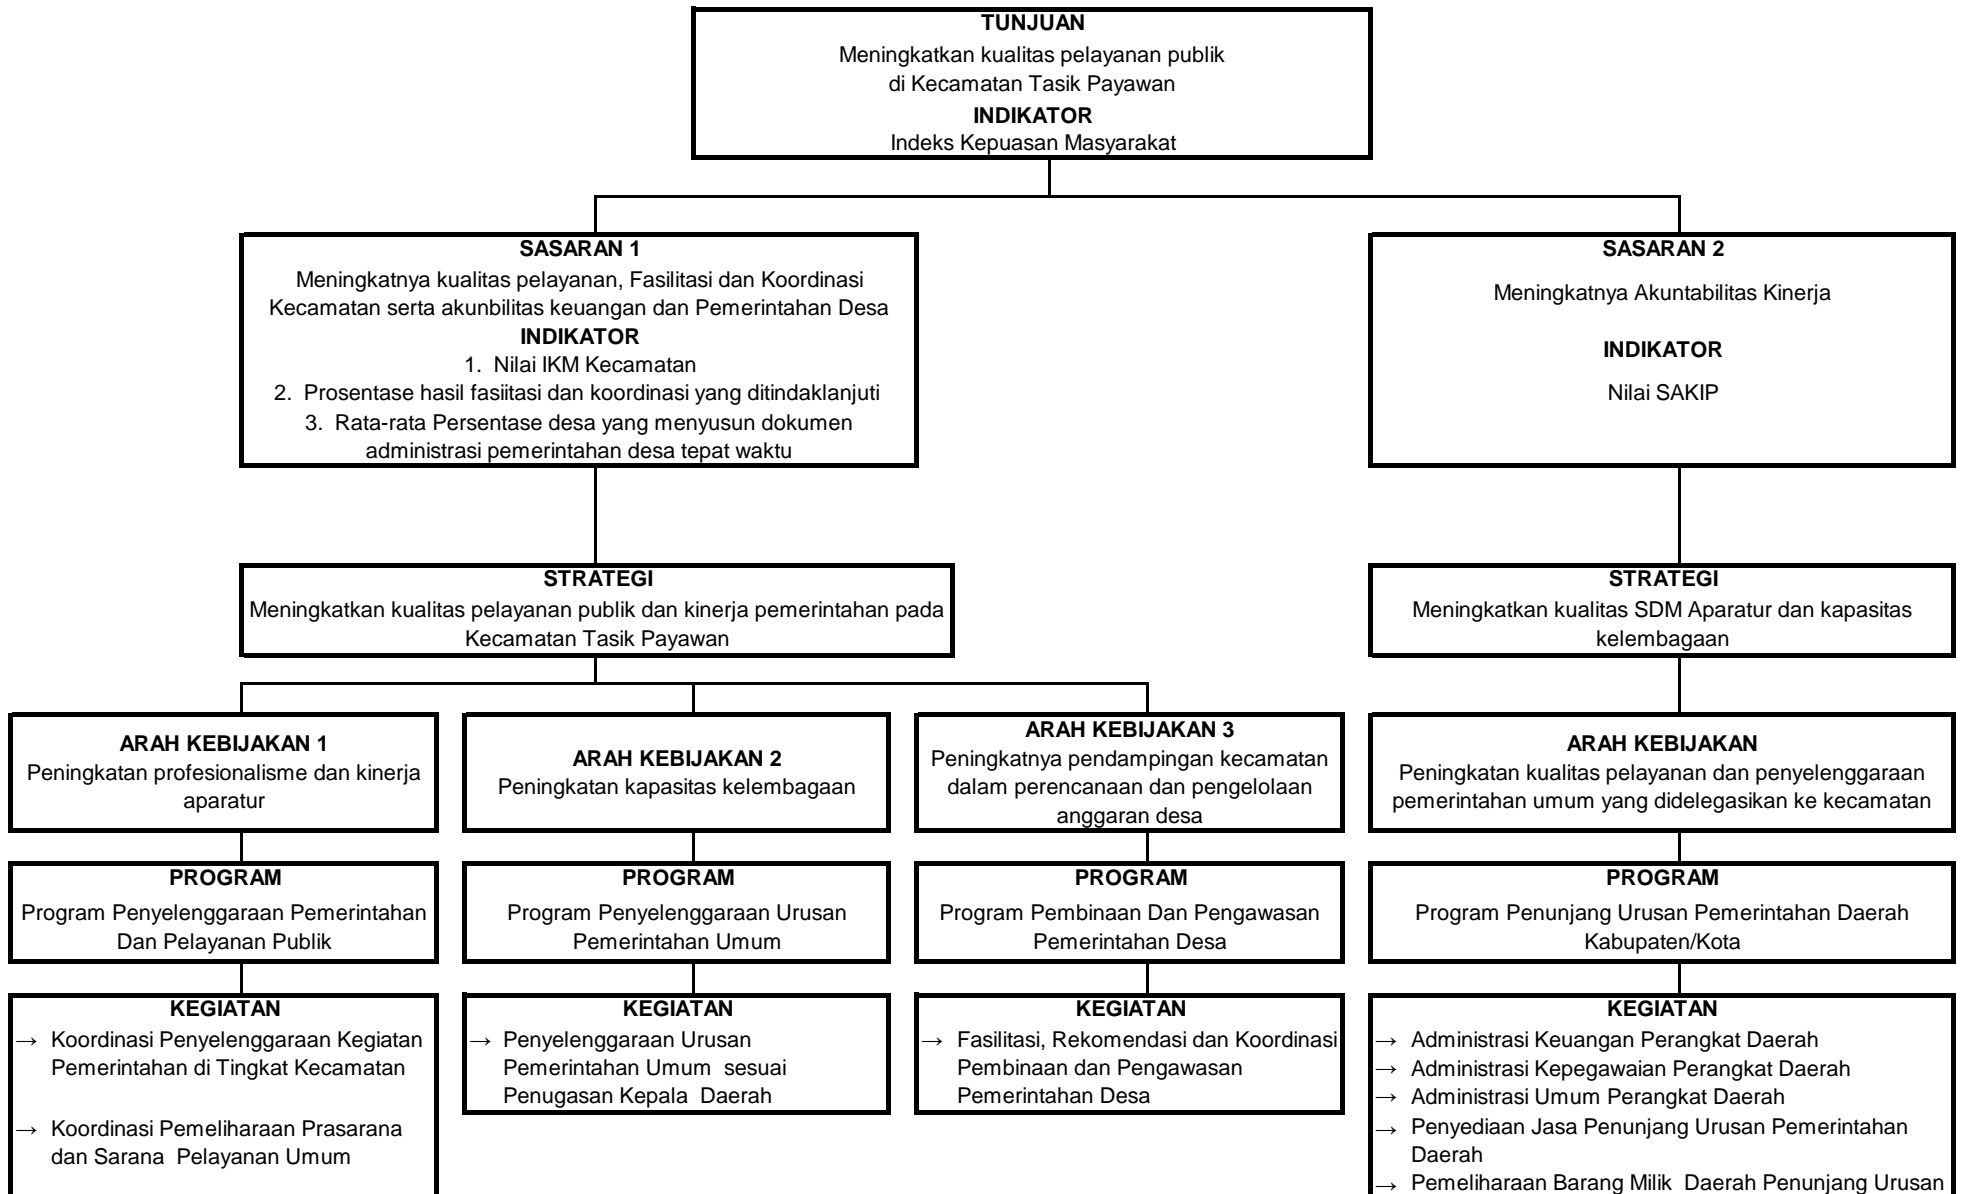 TUNJUAN
Meningkatkan kualitas pelayanan publik
di Kecamatan Tasik Payawan
INDIKATOR
Indeks Kepuasan Masyarakat
SASARAN 1
Meningkatnya kualitas pelayanan, Fasilitasi dan Koordinasi
Kecamatan serta akunbilitas keuangan dan Pemerintahan Desa
INDIKATOR
1. Nilai IKM Kecamatan
2. Prosentase hasil fasiitasi dan koordinasi yang ditindaklanjuti
3. Rata-rata Persentase desa yang menyusun dokumen
administrasi pemerintahan desa tepat waktu
SASARAN 2
Meningkatnya Akuntabilitas Kinerja
INDIKATOR
Nilai SAKIP
STRATEGI
Meningkatkan kualitas pelayanan publik dan kinerja pemerintahan pada
Kecamatan Tasik Payawan
STRATEGI
Meningkatkan kualitas SDM Aparatur dan kapasitas
kelembagaan
ARAH KEBIJAKAN 1
Peningkatan profesionalisme dan kinerja
aparatur
ARAH KEBIJAKAN 2
Peningkatan kapasitas kelembagaan
ARAH KEBIJAKAN 3
Peningkatnya pendampingan kecamatan
dalam perencanaan dan pengelolaan
anggaran desa
ARAH KEBIJAKAN
Peningkatan kualitas pelayanan dan penyelenggaraan
pemerintahan umum yang didelegasikan ke kecamatan
PROGRAM
Program Penyelenggaraan Pemerintahan
Dan Pelayanan Publik
PROGRAM
Program Penyelenggaraan Urusan
Pemerintahan Umum
PROGRAM
Program Pembinaan Dan Pengawasan
Pemerintahan Desa
PROGRAM
Program Penunjang Urusan Pemerintahan Daerah
Kabupaten/Kota
KEGIATAN
→ Koordinasi Penyelenggaraan Kegiatan
Pemerintahan di Tingkat Kecamatan
→ Koordinasi Pemeliharaan Prasarana
dan Sarana Pelayanan Umum
KEGIATAN
→ Penyelenggaraan Urusan
Pemerintahan Umum sesuai
Penugasan Kepala Daerah
KEGIATAN
→ Fasilitasi, Rekomendasi dan Koordinasi
Pembinaan dan Pengawasan
Pemerintahan Desa
KEGIATAN
→ Administrasi Keuangan Perangkat Daerah
→ Administrasi Kepegawaian Perangkat Daerah
→ Administrasi Umum Perangkat Daerah
→ Penyediaan Jasa Penunjang Urusan Pemerintahan
Daerah
→ Pemeliharaan Barang Milik Daerah Penunjang Urusan